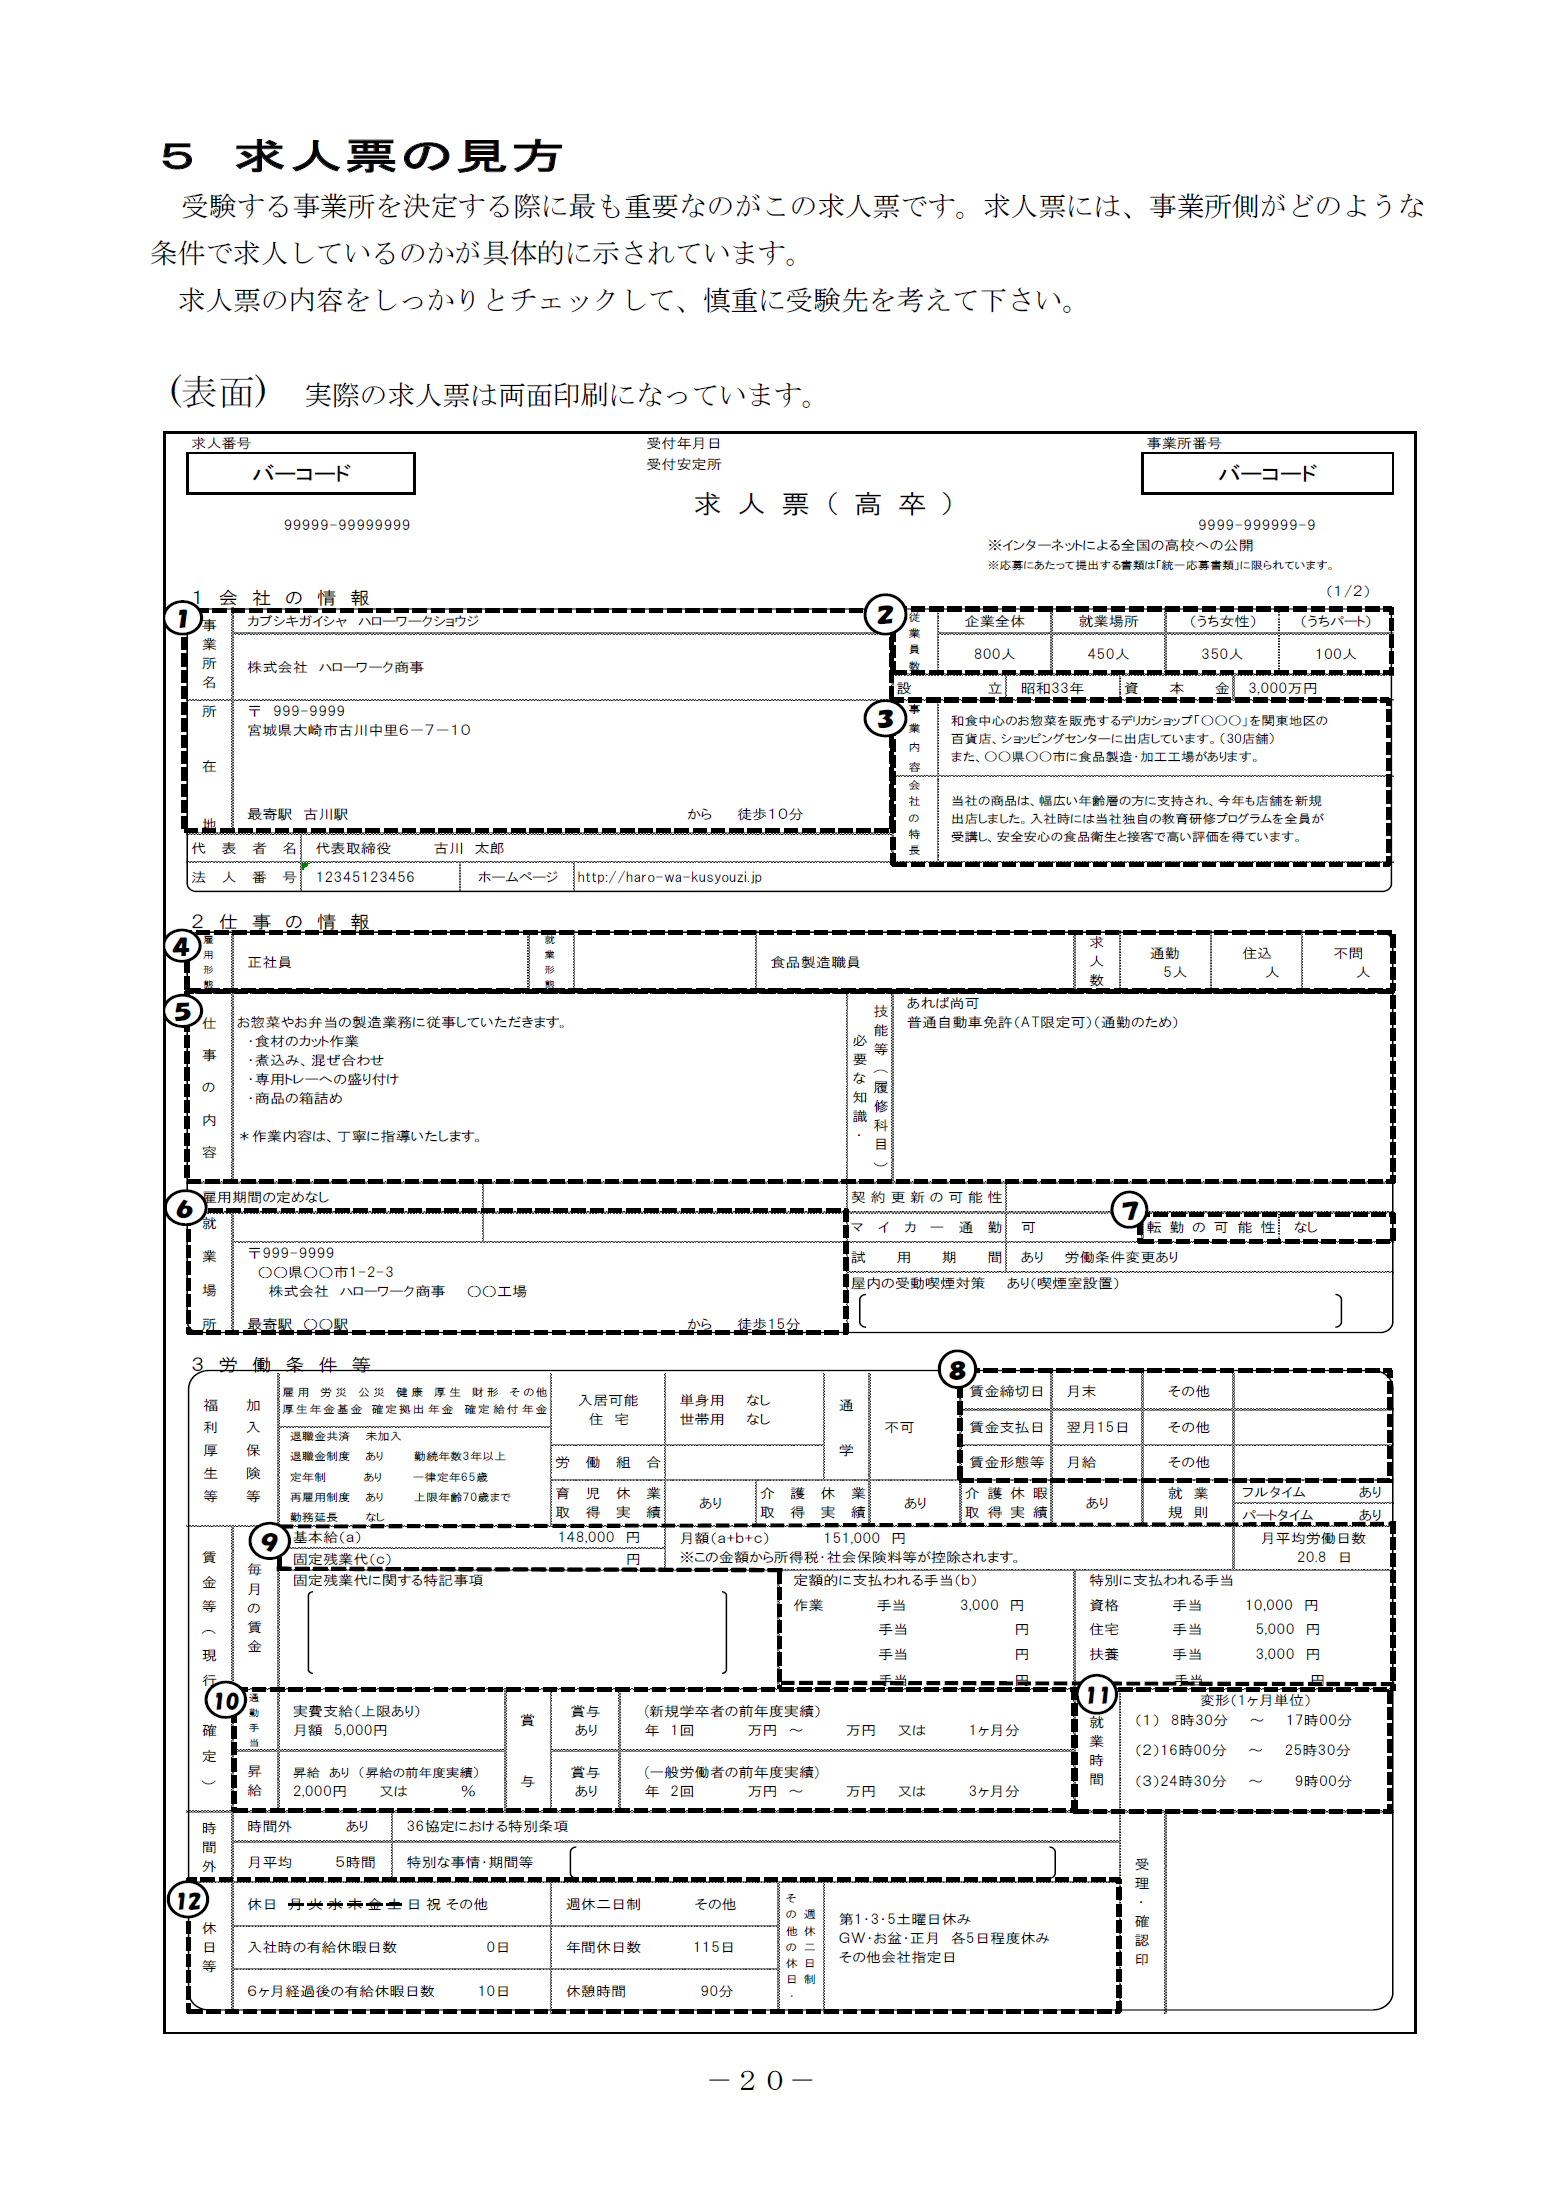 5 求人票の見方
受験する事業所を決定する際に最も重要なのがこの求人票です。求人票には、事業所側がどのような
条件で求人しているのかが具体的に示されています。
求人票の内容をしっかりとチェックして、慎重に受験先を考えて下さい。
(表面) 実際の求人票は両面印刷になっています。
求人番号 受付年月日 事業所番号
バーコード 受付安定所 バーコード
求人票（高卒）
99999-99999999 9999-999999-9
※インターネットによる全国の高校への公開
※応募にあたって提出する書類は「統一応募書類」に限られています。
1 会社の情報 (1/2)
① 事業所名 カブシキガイシャ ハローワークショウジ
株式会社 ハローワーク商事
② 従業員数 企業全体 就業場所 (うち女性) (うちパート)
800人 450人 350人 100人
設立 昭和33年 資本金 3,000万円
所在地 〒 999-9999
宮城県大崎市古川中里6－7－10
最寄駅 古川駅 から 徒歩10分
③ 事業内容 和食中心のお惣菜を販売するデリカショップ「〇〇〇」を関東地区の
百貨店、ショッピングセンターに出店しています。(30店舗)
また、〇〇県〇〇市に食品製造・加工工場があります。
会社の特長 当社の商品は、幅広い年齢層の方に支持され、今年も店舗を新規
出店しました。入社時には当社独自の教育研修プログラムを全員が
受講し、安全安心の食品衛生と接客で高い評価を得ています。
代表者名 代表取締役 古川 太郎
法人番号 12345123456 ホームページ http://haro-wa-kusyouzi.jp
2 仕事の情報
④ 雇用形態 正社員 就業形態 食品製造職員 求人数 通勤 住込 不問
5人 人 人
⑤ 仕事の内容 お惣菜やお弁当の製造業務に従事していただきます。
・食材のカット作業
・煮込み、混ぜ合わせ
・専用トレーへの盛り付け
・商品の箱詰め
＊作業内容は、丁寧に指導いたします。
必要な知識・技能等（履修科目） あれば尚可
普通自動車免許(AT限定可)(通勤のため)
雇用期間の定めなし 契約更新の可能性
⑥ 就業場所 〒999-9999
〇〇県〇〇市1-2-3
株式会社 ハローワーク商事 〇〇工場
最寄駅 〇〇駅 から 徒歩15分
マイカー通勤 可 ⑦ 転勤の可能性 なし
試用期間 あり 労働条件変更あり
屋内の受動喫煙対策 あり(喫煙室設置)
3 労働条件等
福利厚生等 加入保険等 雇用 労災 公災 健康 厚生 財形 その他
厚生年金基金 確定拠出年金 確定給付年金
退職金共済 未加入
退職金制度 あり 勤続年数3年以上
定年制 あり 一律定年65歳
再雇用制度 あり 上限年齢70歳まで
勤務延長 なし
入居可能住宅 単身用 なし
世帯用 なし
通学 不可
労働組合
⑧ 賃金締切日 月末 その他
賃金支払日 翌月15日 その他
賃金形態等 月給 その他
育児休業取得実績 あり 介護休業取得実績 あり 介護休暇取得実績 あり 就業規則 フルタイム あり
パートタイム あり
賃金等（現行確定） 毎月の賃金
⑨ 基本給(a) 148,000 円 月額(a+b+c) 151,000 円 月平均労働日数
固定残業代(c) 円 ※この金額から所得税・社会保険料等が控除されます。 20.8 日
固定残業代に関する特記事項
定額的に支払われる手当(b) 特別に支払われる手当
作業 手当 3,000 円 資格 手当 10,000 円
手当 円 住宅 手当 5,000 円
手当 円 扶養 手当 3,000 円
手当 円 手当 円
⑩ 通勤手当 実費支給(上限あり)
月額 5,000円
賞与 賞与あり (新規学卒者の前年度実績)
年 1回 万円 ～ 万円 又は 1ヶ月分
昇給 昇給 あり (昇給の前年度実績)
2,000円 又は %
賞与あり (一般労働者の前年度実績)
年 2回 万円 ～ 万円 又は 3ヶ月分
⑪ 就業時間 変形(1ヶ月単位)
(1) 8時30分 ～ 17時00分
(2)16時00分 ～ 25時30分
(3)24時30分 ～ 9時00分
時間外 時間外 あり 36協定における特別条項
月平均 5時間 特別な事情・期間等
受理・確認印
⑫ 休日等 休日 月 火 水 木 金 土 日 祝 その他 週休二日制 その他
入社時の有給休暇日数 0日 年間休日数 115日
6ヶ月経過後の有給休暇日数 10日 休憩時間 90分
週休二日制・その他の休日 第1・3・5土曜日休み
GW・お盆・正月 各5日程度休み
その他会社指定日
－20－